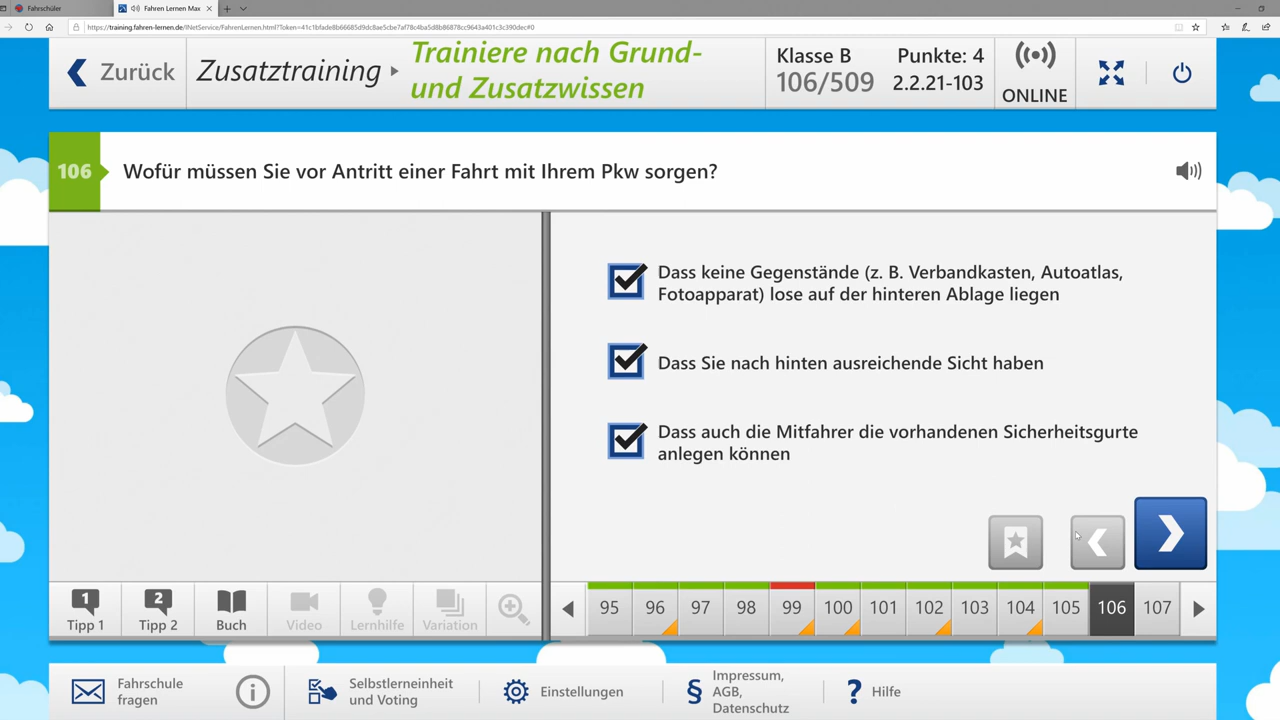 Fahrschüler
Fahren Lernen Max
Zurück
Zusatztraining
Trainiere nach Grund-
und Zusatzwissen
Klasse B
106/509
Punkte: 4
2.2.21-103
ONLINE
106
Wofür müssen Sie vor Antritt einer Fahrt mit Ihrem Pkw sorgen?
Dass keine Gegenstände (z. B. Verbandkasten, Autoatlas,
Fotoapparat) lose auf der hinteren Ablage liegen
Dass Sie nach hinten ausreichende Sicht haben
Dass auch die Mitfahrer die vorhandenen Sicherheitsgurte
anlegen können
1
Tipp 1
2
Tipp 2
Buch
Video
Lernhilfe
Variation
95 96 97 98 99 100 101 102 103 104 105 106 107
Fahrschule
fragen
Selbstlerneinheit
und Voting
Einstellungen
§
Impressum,
AGB,
Datenschutz
?
Hilfe